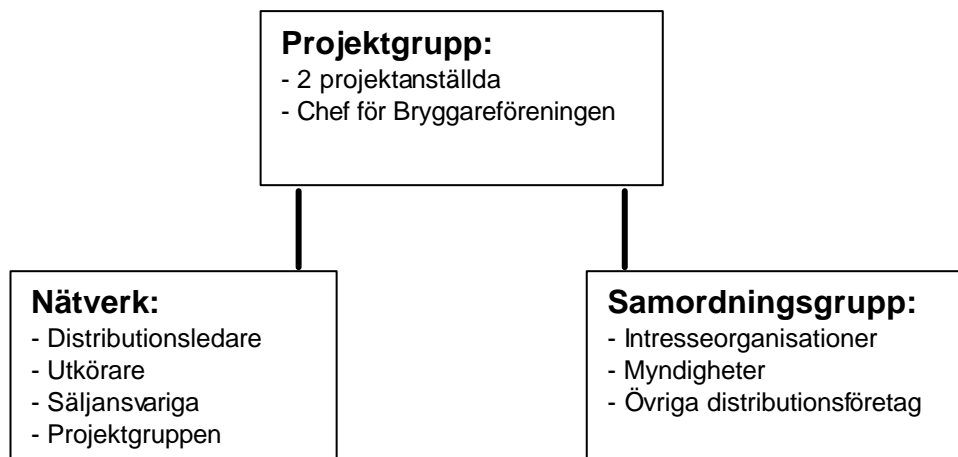 Projektgrupp:
- 2 projektanställda
- Chef för Bryggareföreningen
Nätverk:
- Distributionsledare
- Utkörare
- Säljansvariga
- Projektgruppen
Samordningsgrupp:
- Intresseorganisationer
- Myndigheter
- Övriga distributionsföretag